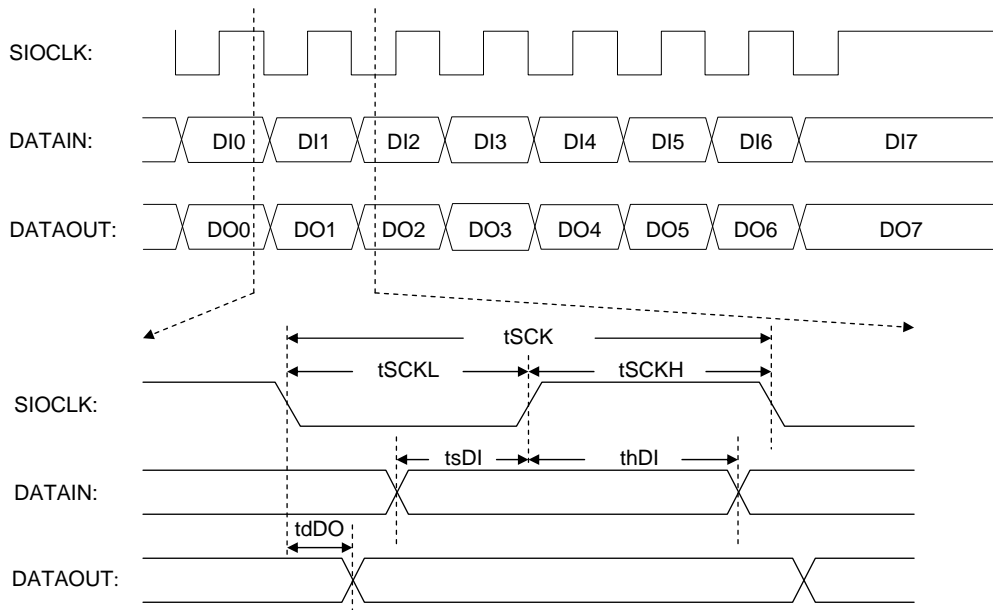 SIOCLK:
DATAIN: DI0 DI1 DI2 DI3 DI4 DI5 DI6 DI7
DATAOUT: DO0 DO1 DO2 DO3 DO4 DO5 DO6 DO7
tSCK
tSCKL tSCKH
SIOCLK:
tsDI thDI
DATAIN:
tdDO
DATAOUT: